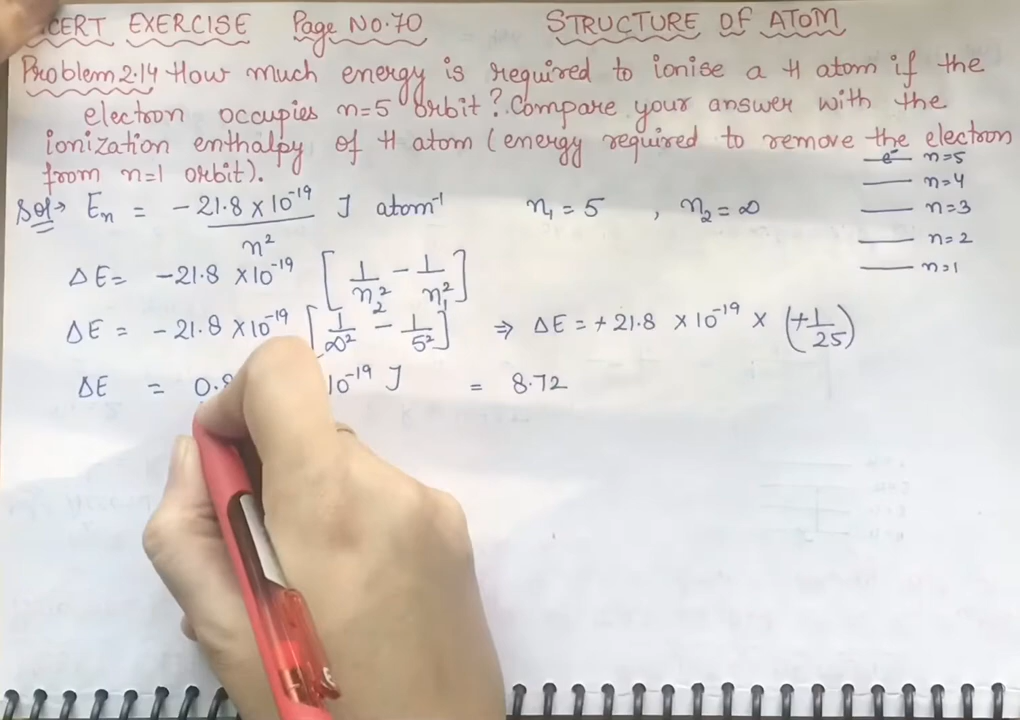 CERT EXERCISE Page No.70 STRUCTURE OF ATOM
Problem 2.14 How much energy is required to ionise a H atom if the
electron occupies n=5 orbit? Compare your answer with the
ionization enthalpy of H atom (energy required to remove the electron
from n=1 orbit).
e⁻ n=5
n=4
n=3
n=2
n=1
Sol→ Eₙ = -21.8 × 10⁻¹⁹ / n² J atom⁻¹ n₁ = 5 , n₂ = ∞
ΔE = -21.8 × 10⁻¹⁹ [1/n₂² - 1/n₁²]
ΔE = -21.8 × 10⁻¹⁹ [1/∞² - 1/5²] ⇒ ΔE = +21.8 × 10⁻¹⁹ × (+1/25)
ΔE = 0.8 10⁻¹⁹ J = 8.72